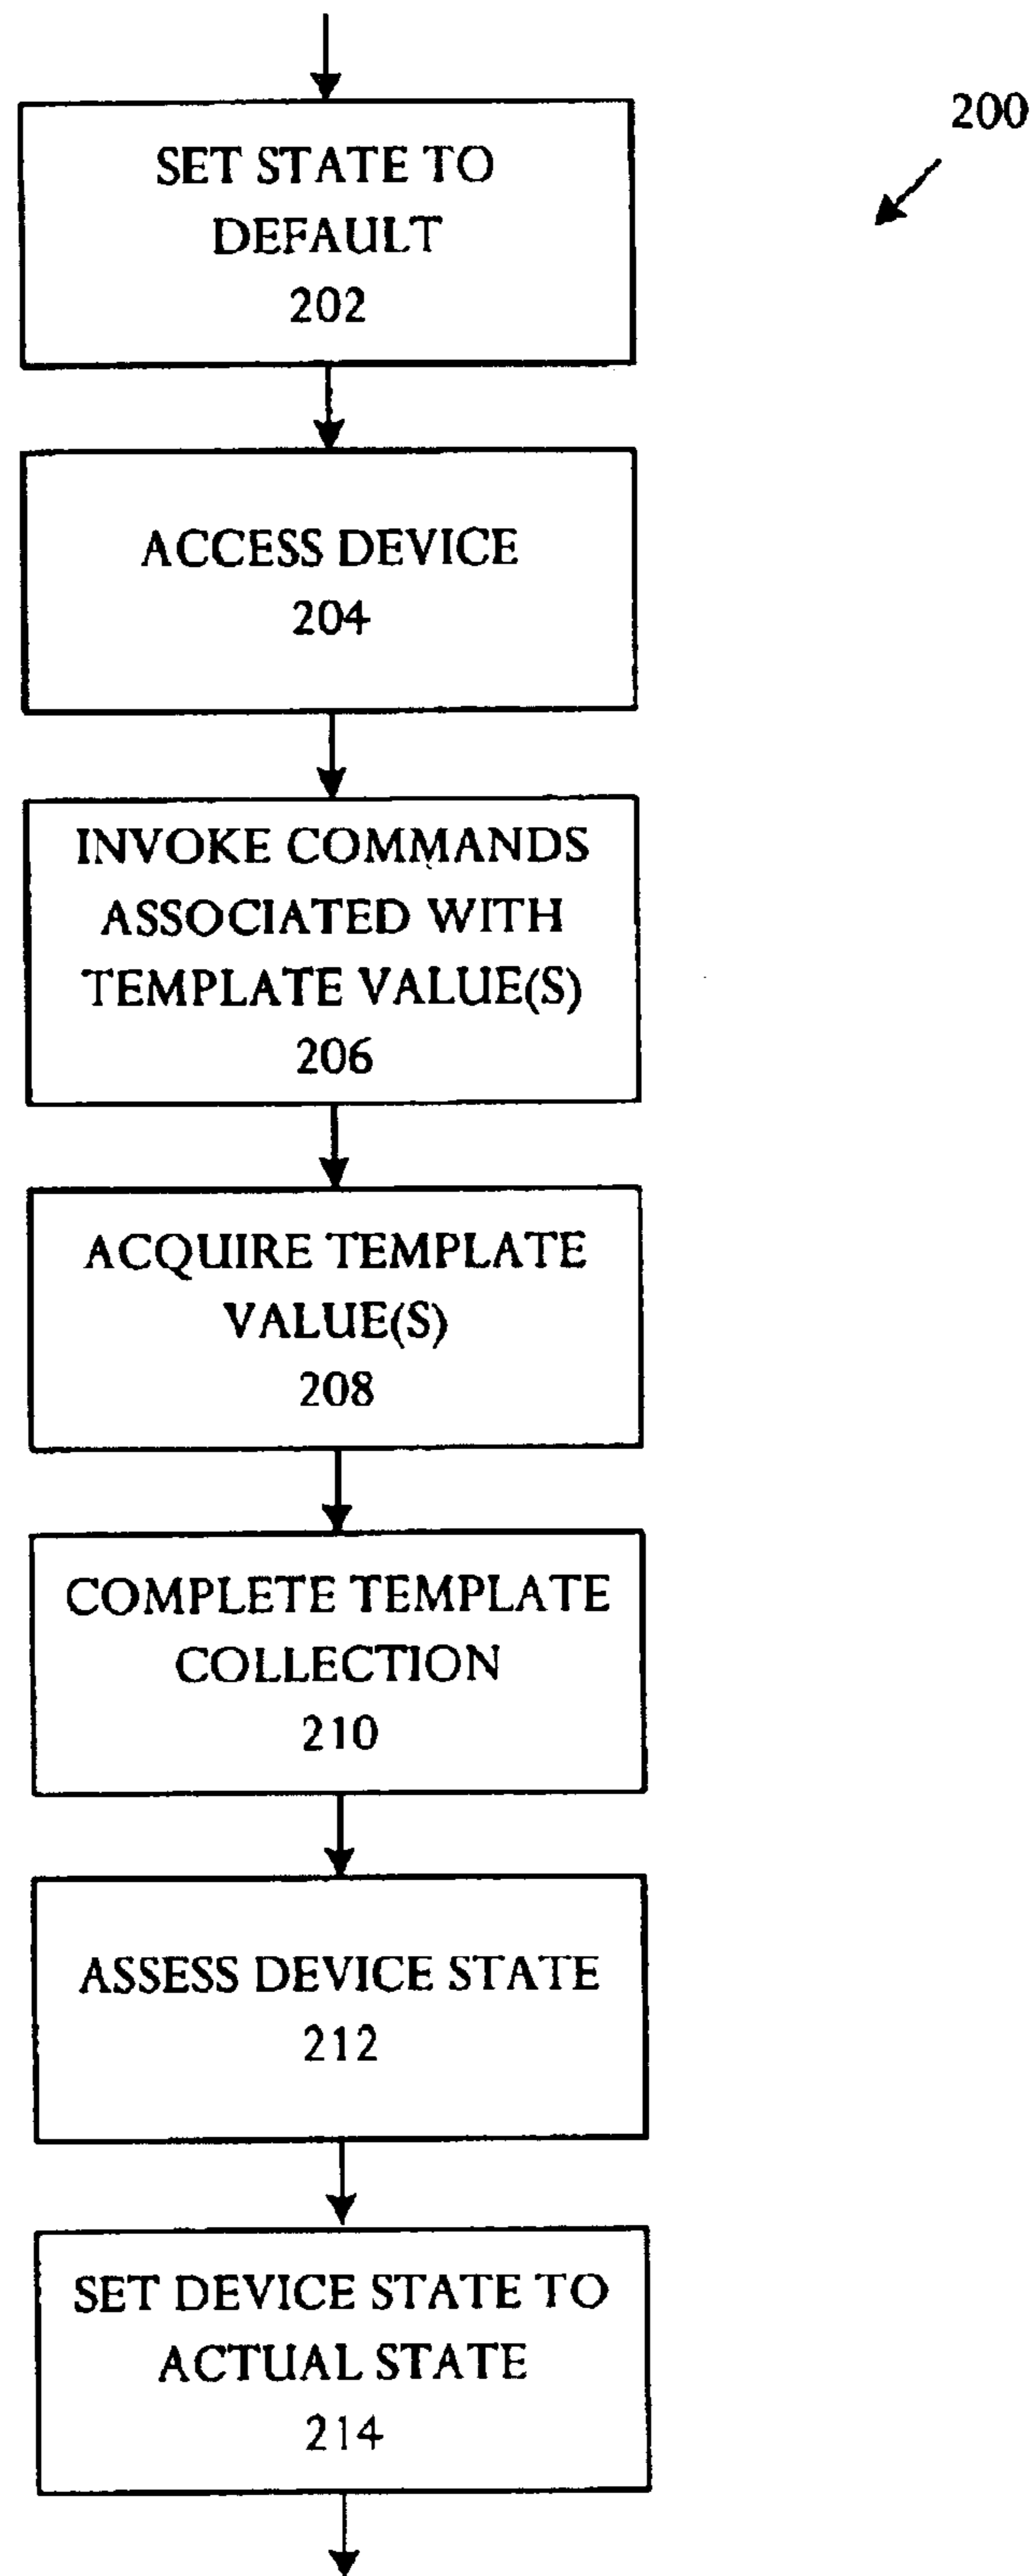 200
SET STATE TO
DEFAULT
202
ACCESS DEVICE
204
INVOKE COMMANDS
ASSOCIATED WITH
TEMPLATE VALUE(S)
206
ACQUIRE TEMPLATE
VALUE(S)
208
COMPLETE TEMPLATE
COLLECTION
210
ASSESS DEVICE STATE
212
SET DEVICE STATE TO
ACTUAL STATE
214